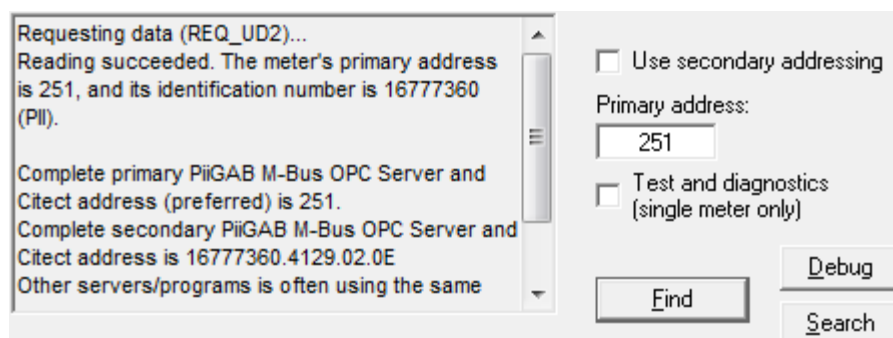 Requesting data (REQ_UD2)...
Reading succeeded. The meter's primary address
is 251, and its identification number is 16777360
(PII).
Complete primary PiiGAB M-Bus OPC Server and
Citect address (preferred) is 251.
Complete secondary PiiGAB M-Bus OPC Server and
Citect address is 16777360.4129.02.0E
Other servers/programs is often using the same
Use secondary addressing
Primary address:
251
Test and diagnostics
(single meter only)
Debug
Find
Search